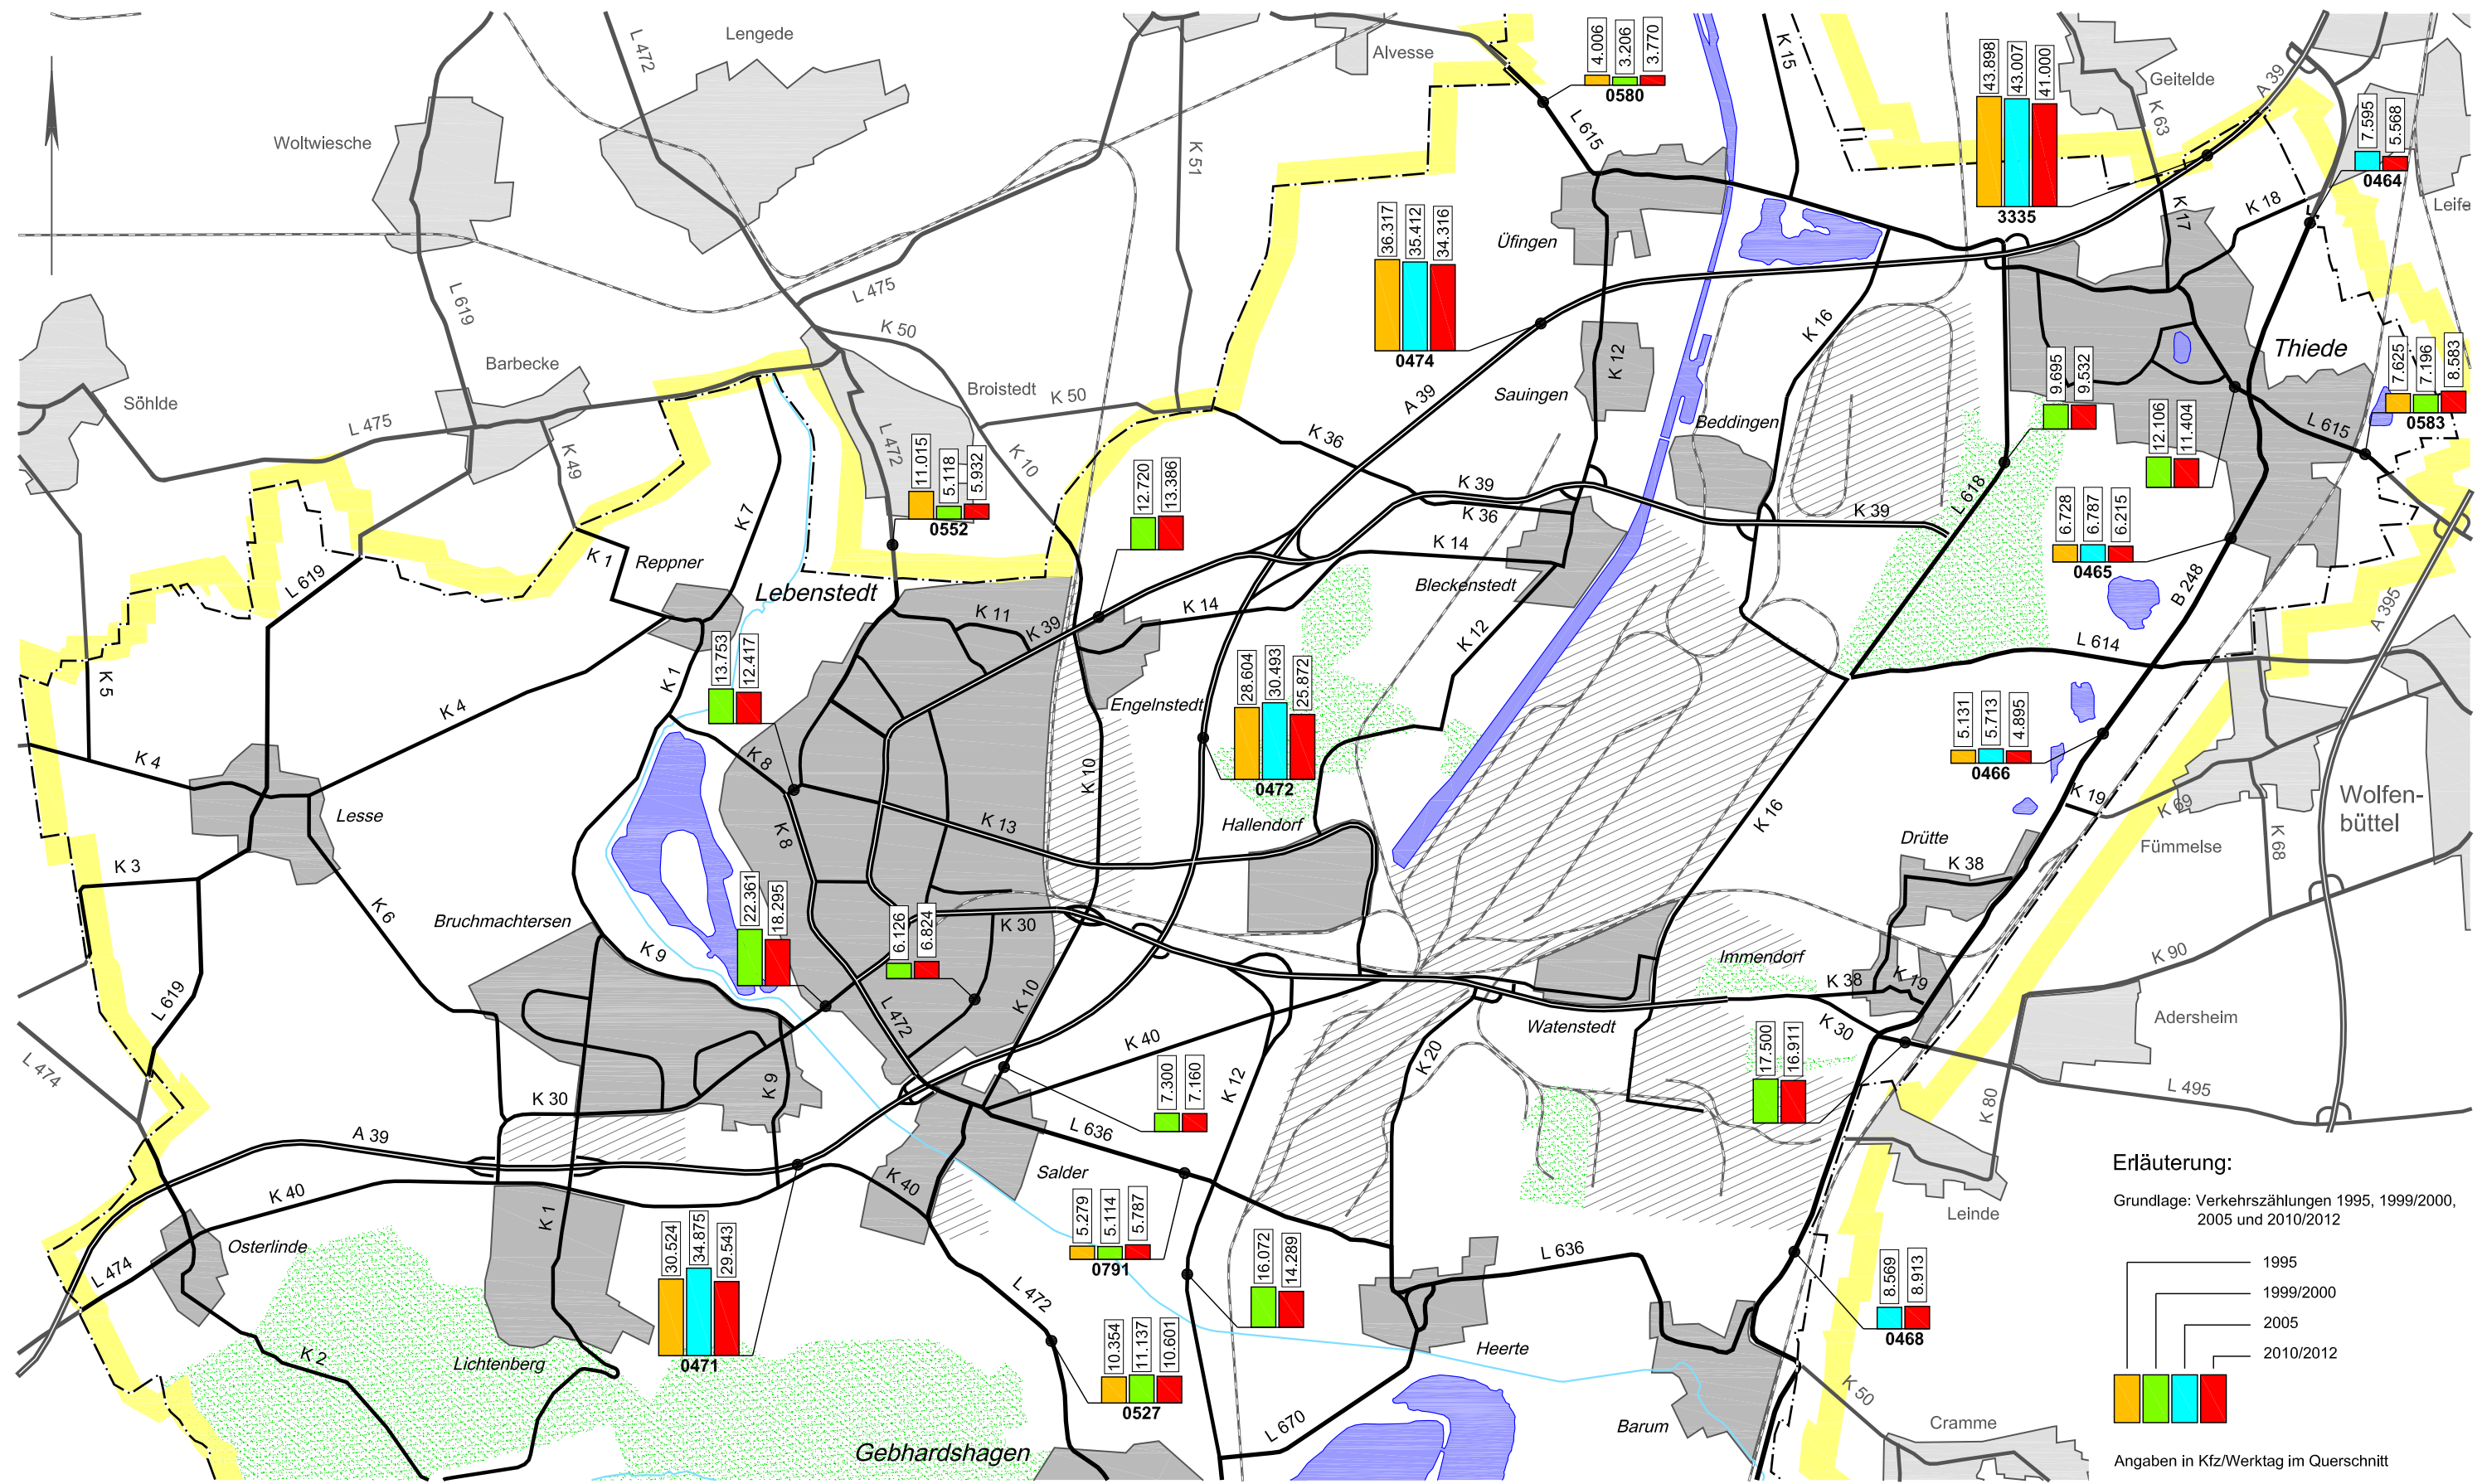 Lengede
Woltwiesche
Alvesse
Geitelde
Leife
Üfingen
Söhlde
Barbecke
Broistedt
Sauingen
Beddingen
Thiede
Reppner
Lebenstedt
Bleckenstedt
Engelnstedt
Lesse
Hallendorf
Drütte
Fümmelse
Wolfen-
büttel
Bruchmachtersen
Immendorf
Watenstedt
Adersheim
Salder
Leinde
Osterlinde
Lichtenberg
Heerte
Barum
Cramme
Gebhardshagen
L 472
L 619
L 475
K 50
K 51
K 15
L 615
K 63
A 39
K 17
K 18
L 475
K 49
L 472
K 50
K 10
K 36
A 39
K 12
K 16
L 615
K 7
K 1
L 619
K 39
K 36
K 39
L 618
K 14
K 14
K 11
K 39
K 12
B 248
A 395
L 614
K 5
K 4
K 4
K 1
K 8
K 10
K 8
K 13
K 16
K 19
K 69
K 68
K 3
K 6
K 38
L 619
K 9
K 30
K 10
L 472
K 38
K 19
K 30
K 90
K 40
K 20
K 12
K 80
L 495
L 474
K 30
K 9
A 39
K 40
L 636
K 40
K 1
L 474
L 472
L 636
K 2
L 670
K 50
4.006
3.206
3.770
0580
43.898
43.007
41.000
3335
7.595
5.568
0464
36.317
35.412
34.316
0474
9.695
9.532
7.625
7.196
8.583
0583
12.106
11.404
11.015
5.118
5.932
0552
12.720
13.386
6.728
6.787
6.215
0465
13.753
12.417
28.604
30.493
25.872
0472
5.131
5.713
4.895
0466
22.361
18.295
6.126
6.824
17.500
16.911
7.300
7.160
5.279
5.114
5.787
0791
30.524
34.875
29.543
0471
16.072
14.289
8.569
8.913
0468
10.354
11.137
10.601
0527
Erläuterung:
Grundlage: Verkehrszählungen 1995, 1999/2000,
2005 und 2010/2012
1995
1999/2000
2005
2010/2012
Angaben in Kfz/Werktag im Querschnitt